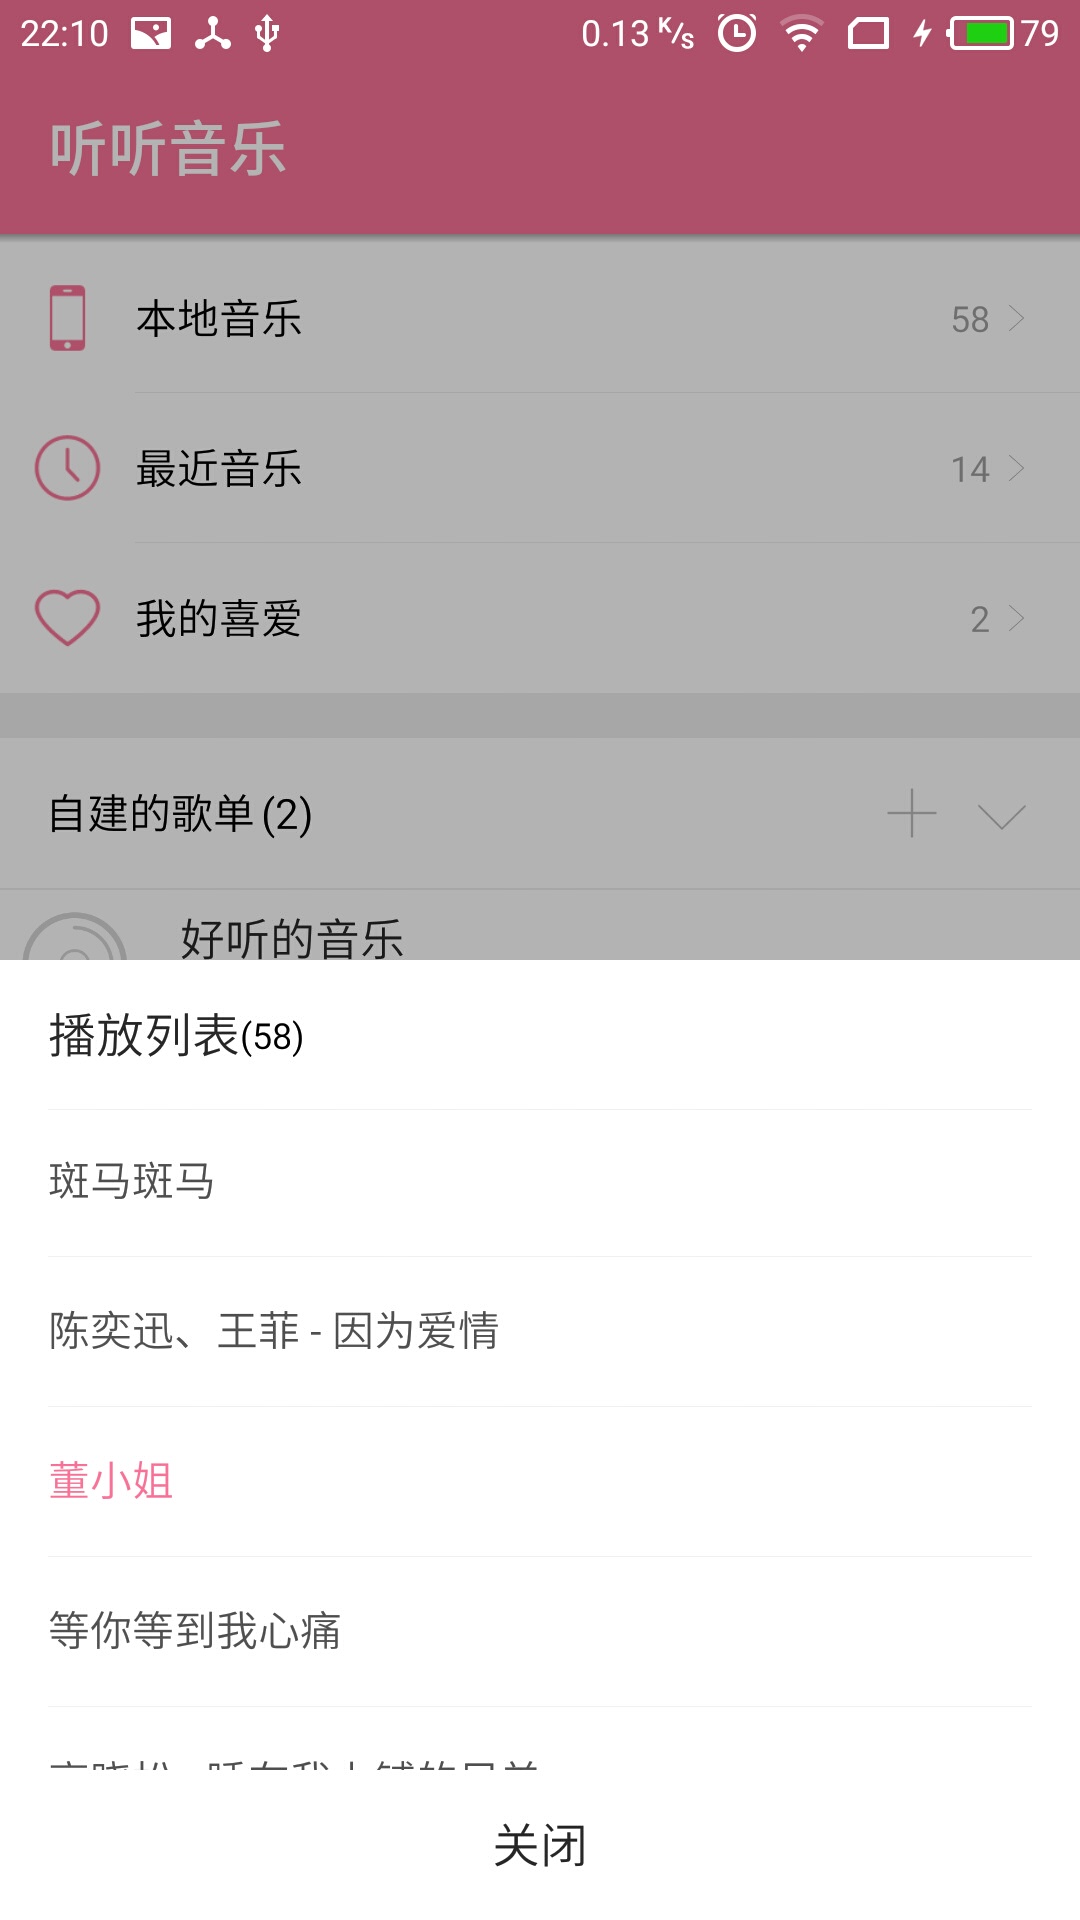 22:10 0.13 K/s 79
听听音乐
本地音乐 58
最近音乐 14
我的喜爱 2
自建的歌单(2)
好听的音乐
播放列表(58)
斑马斑马
陈奕迅、王菲 - 因为爱情
董小姐
等你等到我心痛
关闭